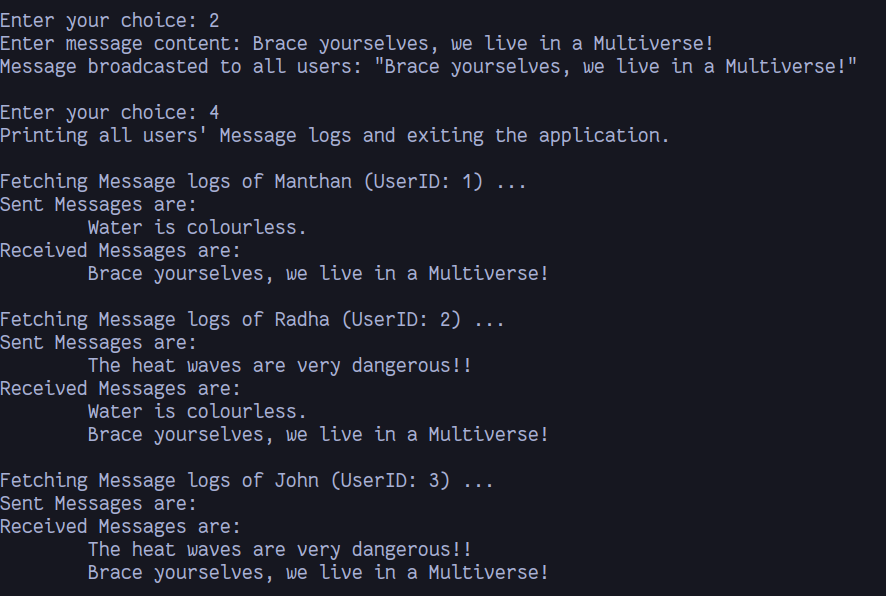 Enter your choice: 2
Enter message content: Brace yourselves, we live in a Multiverse!
Message broadcasted to all users: "Brace yourselves, we live in a Multiverse!"
Enter your choice: 4
Printing all users' Message logs and exiting the application.
Fetching Message logs of Manthan (UserID: 1) ...
Sent Messages are:
Water is colourless.
Received Messages are:
Brace yourselves, we live in a Multiverse!
Fetching Message logs of Radha (UserID: 2) ...
Sent Messages are:
The heat waves are very dangerous!!
Received Messages are:
Water is colourless.
Brace yourselves, we live in a Multiverse!
Fetching Message logs of John (UserID: 3) ...
Sent Messages are:
Received Messages are:
The heat waves are very dangerous!!
Brace yourselves, we live in a Multiverse!